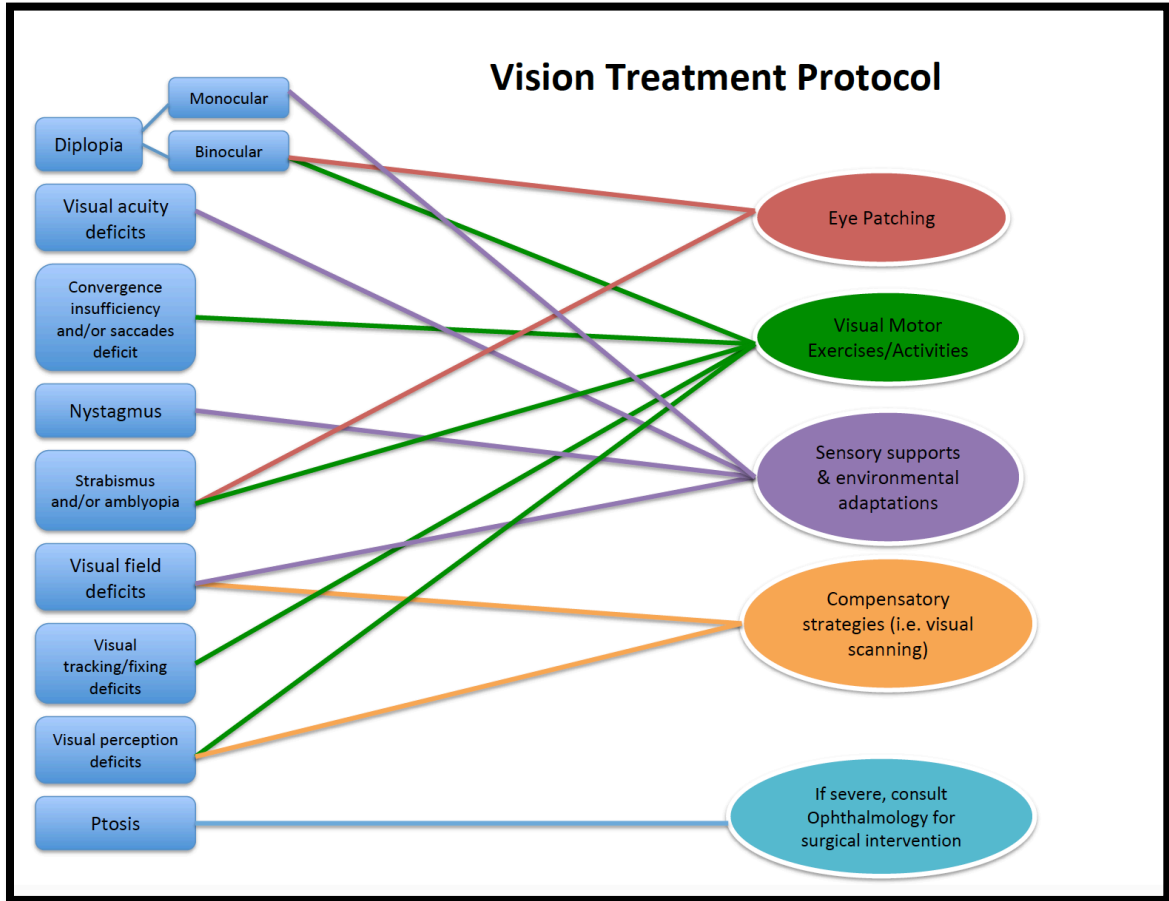 Vision Treatment Protocol
Diplopia
Monocular
Binocular
Visual acuity
deficits
Convergence
insufficiency
and/or saccades
deficit
Nystagmus
Strabismus
and/or amblyopia
Visual field
deficits
Visual
tracking/fixing
deficits
Visual perception
deficits
Ptosis
Eye Patching
Visual Motor
Exercises/Activities
Sensory supports
& environmental
adaptations
Compensatory
strategies (i.e. visual
scanning)
If severe, consult
Ophthalmology for
surgical intervention